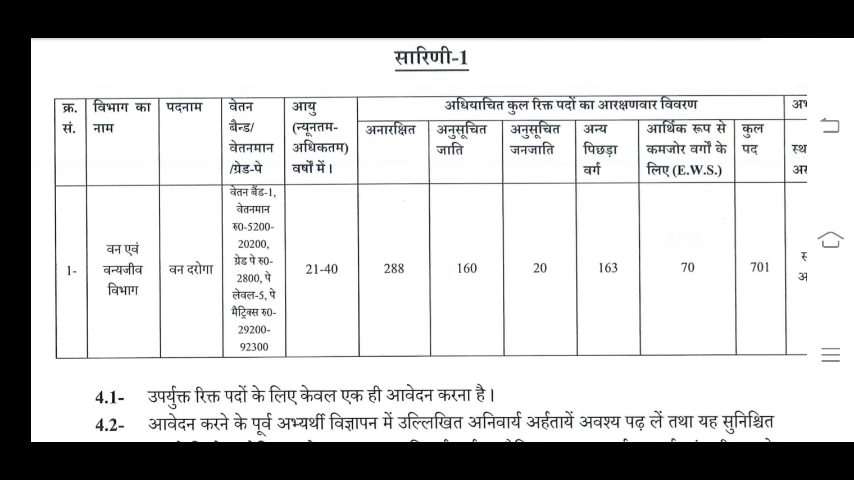 सारिणी-1
क्र. सं. विभाग का नाम पदनाम वेतन बैन्ड/ वेतनमान /ग्रेड-पे आयु (न्यूनतम- अधिकतम) वर्षों में। अधियाचित कुल रिक्त पदों का आरक्षणवार विवरण
अनारक्षित अनुसूचित जाति अनुसूचित जनजाति अन्य पिछड़ा वर्ग आर्थिक रूप से कमजोर वर्गों के लिए (E.W.S.) कुल पद
1- वन एवं वन्यजीव विभाग वन दरोगा वेतन बैंड-1, वेतनमान रु0-5200- 20200, ग्रेड पे रु0- 2800, पे लेवल-5, पे मैट्रिक्स रु0- 29200- 92300 21-40 288 160 20 163 70 701
4.1- उपर्युक्त रिक्त पदों के लिए केवल एक ही आवेदन करना है।
4.2- आवेदन करने के पूर्व अभ्यर्थी विज्ञापन में उल्लिखित अनिवार्य अर्हतायें अवश्य पढ़ लें तथा यह सुनिश्चित